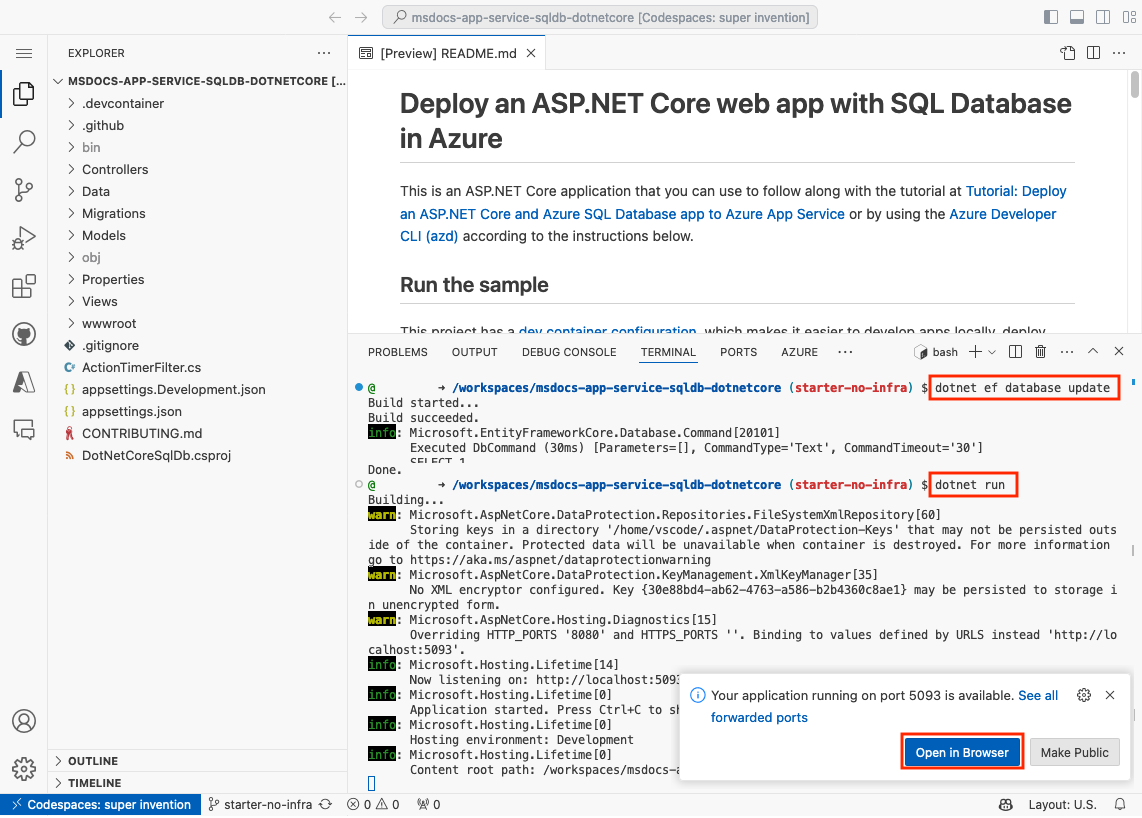 msdocs-app-service-sqldb-dotnetcore [Codespaces: super invention]
EXPLORER
MSDOCS-APP-SERVICE-SQLDB-DOTNETCORE [...
.devcontainer
.github
bin
Controllers
Data
Migrations
Models
obj
Properties
Views
wwwroot
.gitignore
ActionTimerFilter.cs
appsettings.Development.json
appsettings.json
CONTRIBUTING.md
DotNetCoreSqlDb.csproj
OUTLINE
TIMELINE
[Preview] README.md
Deploy an ASP.NET Core web app with SQL Database
in Azure
This is an ASP.NET Core application that you can use to follow along with the tutorial at Tutorial: Deploy
an ASP.NET Core and Azure SQL Database app to Azure App Service or by using the Azure Developer
CLI (azd) according to the instructions below.
Run the sample
This project has a dev container configuration, which makes it easier to develop apps locally, deploy
PROBLEMS OUTPUT DEBUG CONSOLE TERMINAL PORTS AZURE ... bash
@ → /workspaces/msdocs-app-service-sqldb-dotnetcore (starter-no-infra) $ dotnet ef database update
Build started...
Build succeeded.
info: Microsoft.EntityFrameworkCore.Database.Command[20101]
Executed DbCommand (30ms) [Parameters=[], CommandType='Text', CommandTimeout='30']
SELECT 1
Done.
@ → /workspaces/msdocs-app-service-sqldb-dotnetcore (starter-no-infra) $ dotnet run
Building...
warn: Microsoft.AspNetCore.DataProtection.Repositories.FileSystemXmlRepository[60]
Storing keys in a directory '/home/vscode/.aspnet/DataProtection-Keys' that may not be persisted outs
ide of the container. Protected data will be unavailable when container is destroyed. For more information
go to https://aka.ms/aspnet/dataprotectionwarning
warn: Microsoft.AspNetCore.DataProtection.KeyManagement.XmlKeyManager[35]
No XML encryptor configured. Key {30e88bd4-ab62-4763-a586-b2b4360c8ae1} may be persisted to storage i
n unencrypted form.
warn: Microsoft.AspNetCore.Hosting.Diagnostics[15]
Overriding HTTP_PORTS '8080' and HTTPS_PORTS ''. Binding to values defined by URLS instead 'http://lo
calhost:5093'.
info: Microsoft.Hosting.Lifetime[14]
Now listening on: http://localhost:5093
info: Microsoft.Hosting.Lifetime[0]
Application started. Press Ctrl+C to sh
info: Microsoft.Hosting.Lifetime[0]
Hosting environment: Development
info: Microsoft.Hosting.Lifetime[0]
Content root path: /workspaces/msdocs-a
Your application running on port 5093 is available. See all
forwarded ports
Open in Browser
Make Public
Codespaces: super invention starter-no-infra 0 0 0 Layout: U.S.